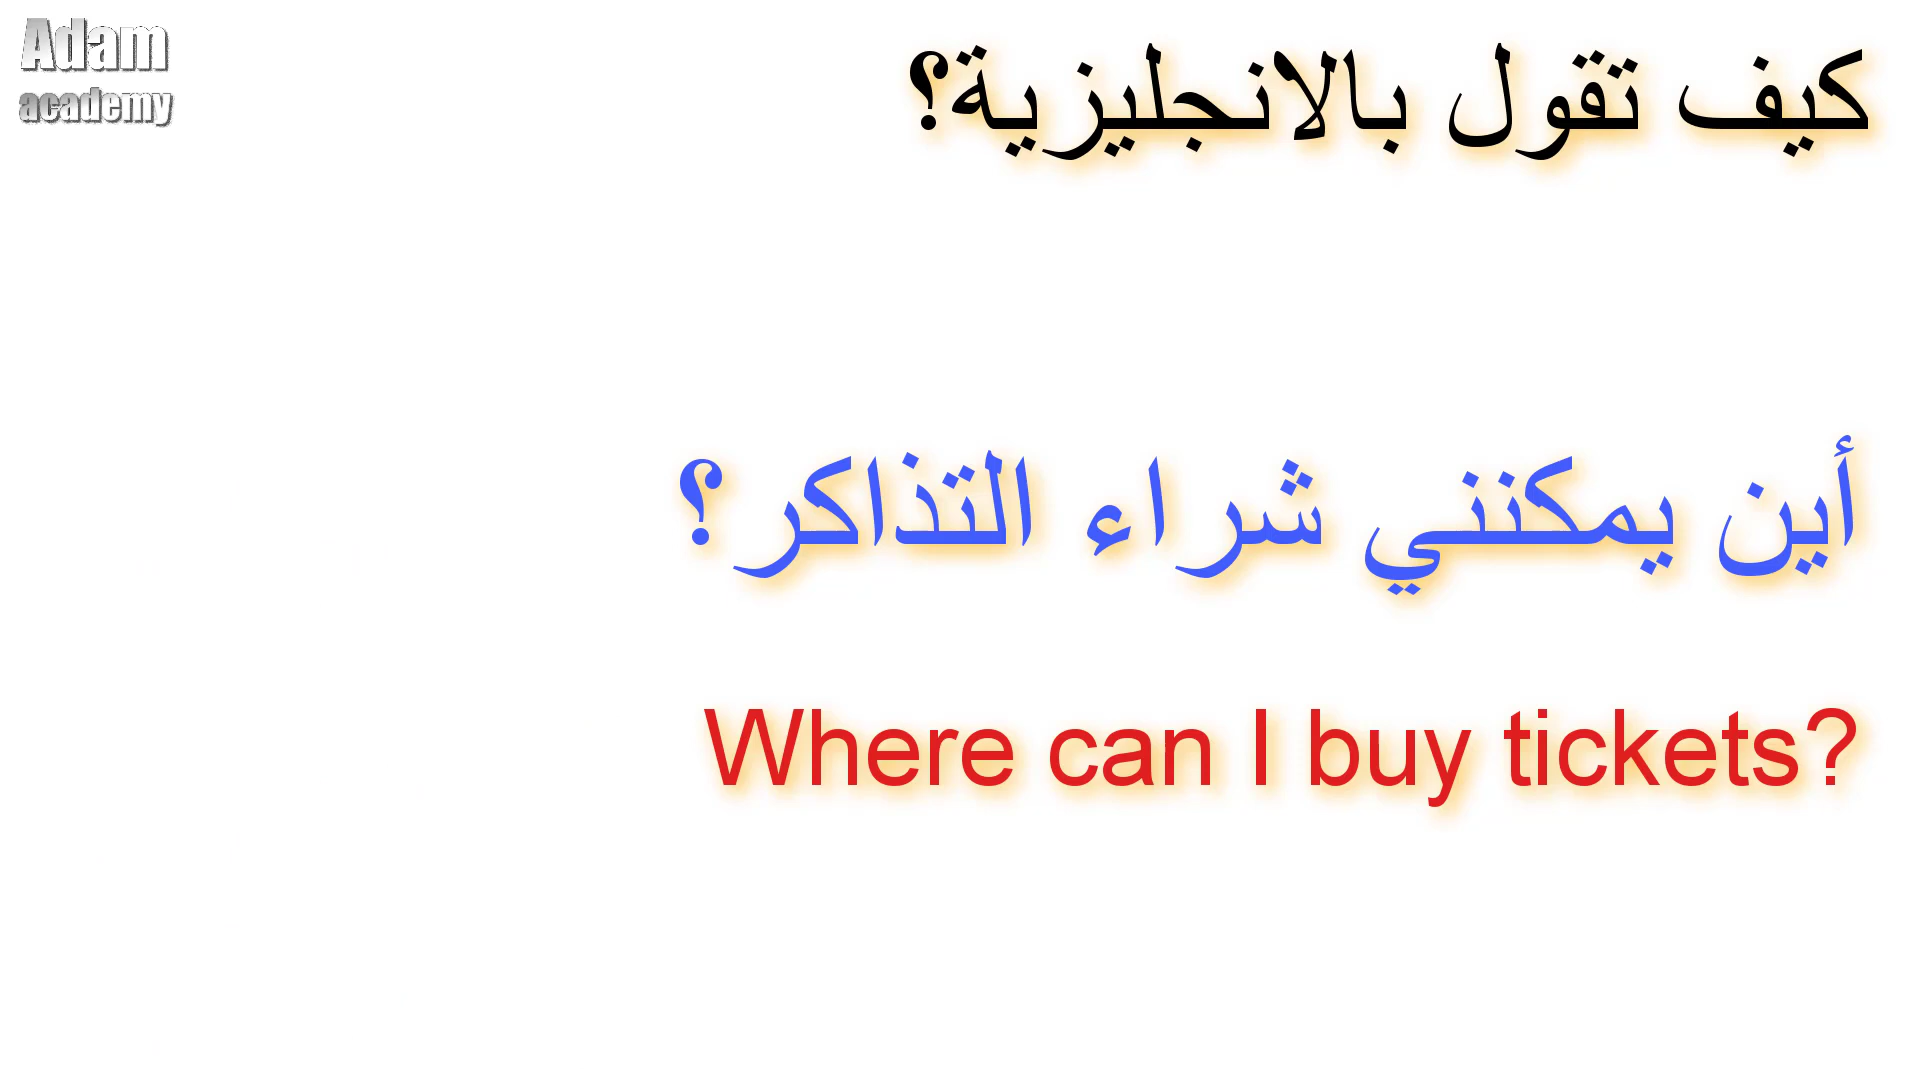 Adam
academy
كيف تقول بالانجليزية؟
أين يمكنني شراء التذاكر؟
Where can I buy tickets?